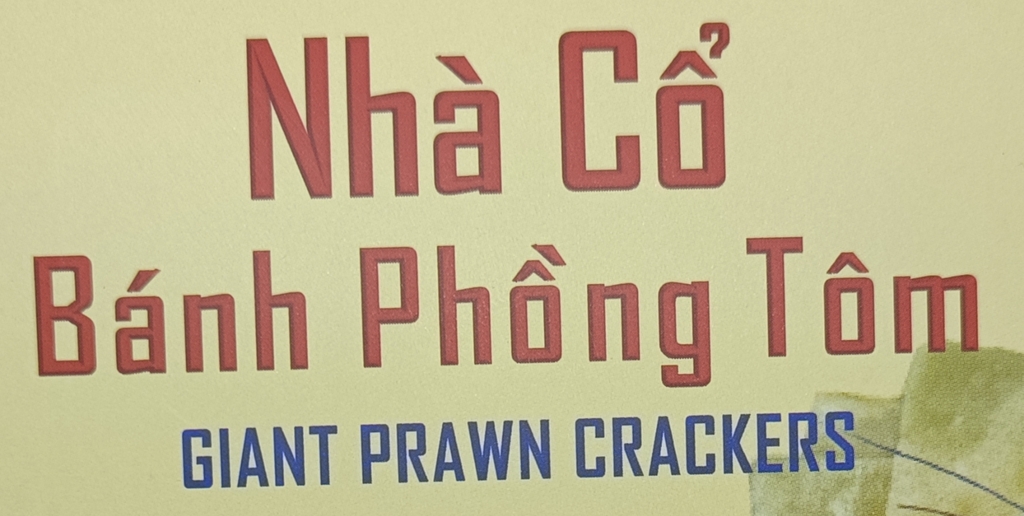 Nhà Cổ
Bánh Phồng Tôm
GIANT PRAWN CRACKERS